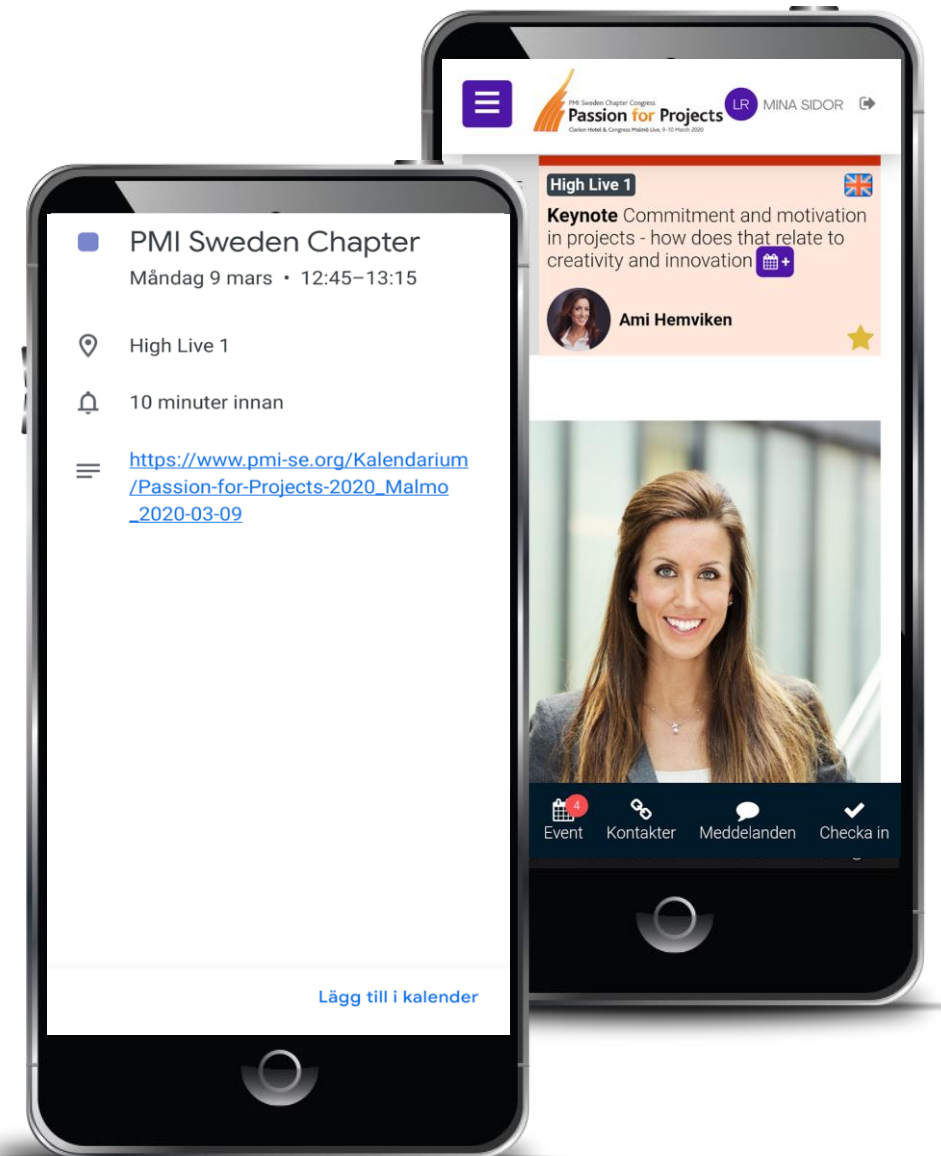 PMI Sweden Chapter
Måndag 9 mars • 12:45–13:15
High Live 1
10 minuter innan
https://www.pmi-se.org/Kalendarium
/Passion-for-Projects-2020_Malmo
_2020-03-09
Lägg till i kalender
PMI Sweden Chapter Congress
Passion for Projects
Clarion Hotel & Congress Malmö Live, 9-10 March 2020
LR MINA SIDOR
High Live 1
Keynote Commitment and motivation
in projects - how does that relate to
creativity and innovation
Ami Hemviken
4
Event Kontakter Meddelanden Checka in